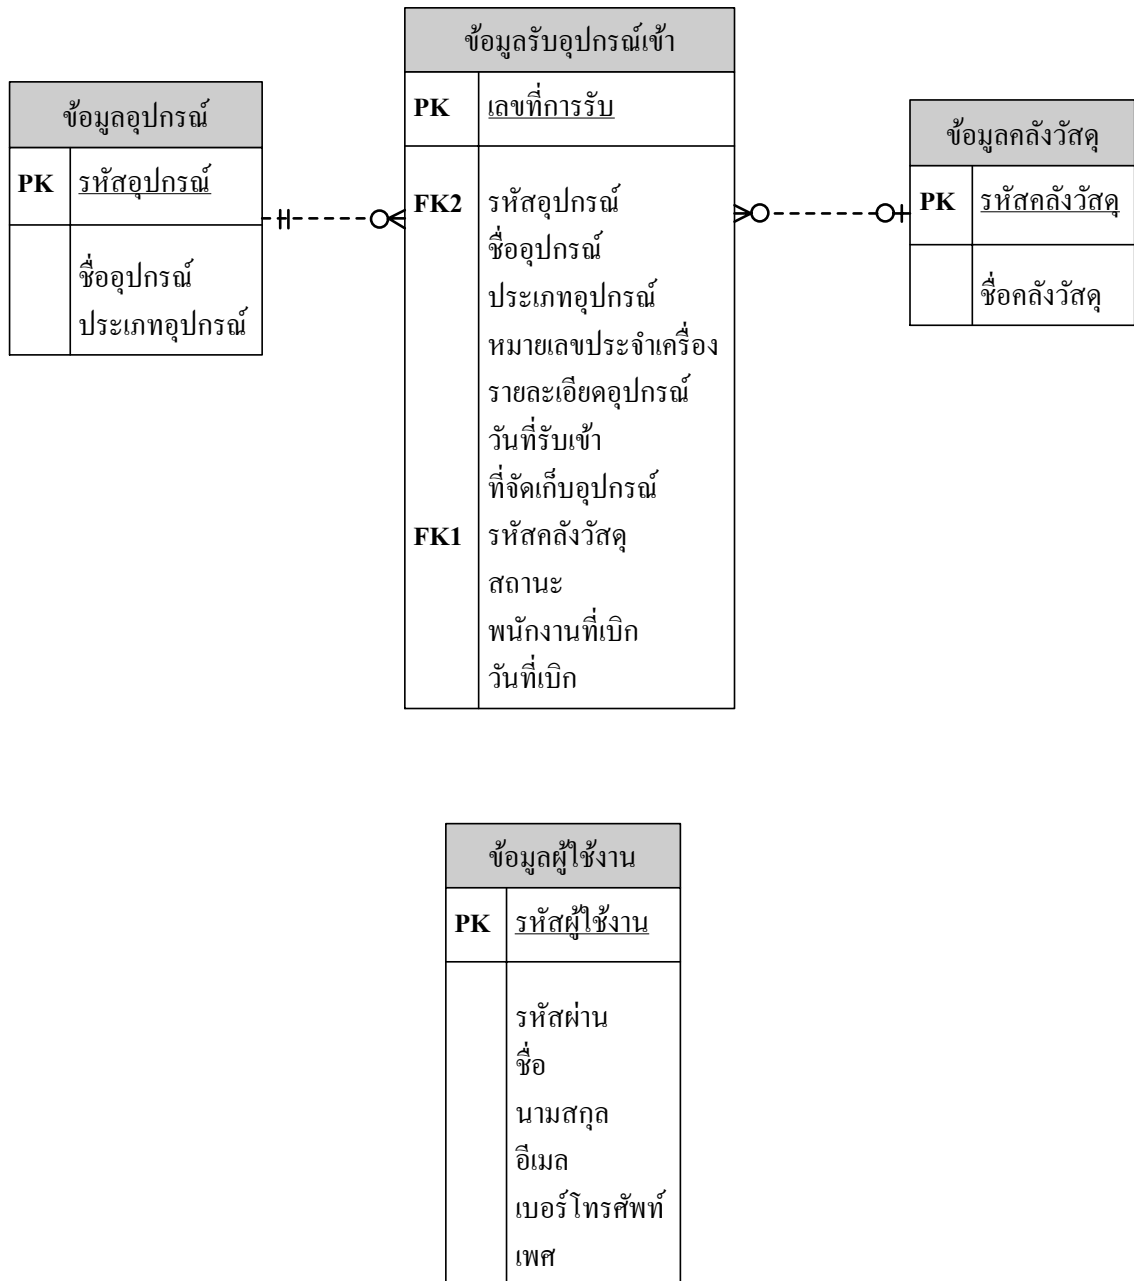 ข้อมูลอุปกรณ์
PK รหัสอุปกรณ์
ชื่ออุปกรณ์
ประเภทอุปกรณ์
ข้อมูลรับอุปกรณ์เข้า
PK เลขที่การรับ
FK2 รหัสอุปกรณ์
ชื่ออุปกรณ์
ประเภทอุปกรณ์
หมายเลขประจำเครื่อง
รายละเอียดอุปกรณ์
วันที่รับเข้า
ที่จัดเก็บอุปกรณ์
FK1 รหัสคลังวัสดุ
สถานะ
พนักงานที่เบิก
วันที่เบิก
ข้อมูลคลังวัสดุ
PK รหัสคลังวัสดุ
ชื่อคลังวัสดุ
ข้อมูลผู้ใช้งาน
PK รหัสผู้ใช้งาน
รหัสผ่าน
ชื่อ
นามสกุล
อีเมล
เบอร์โทรศัพท์
เพศ